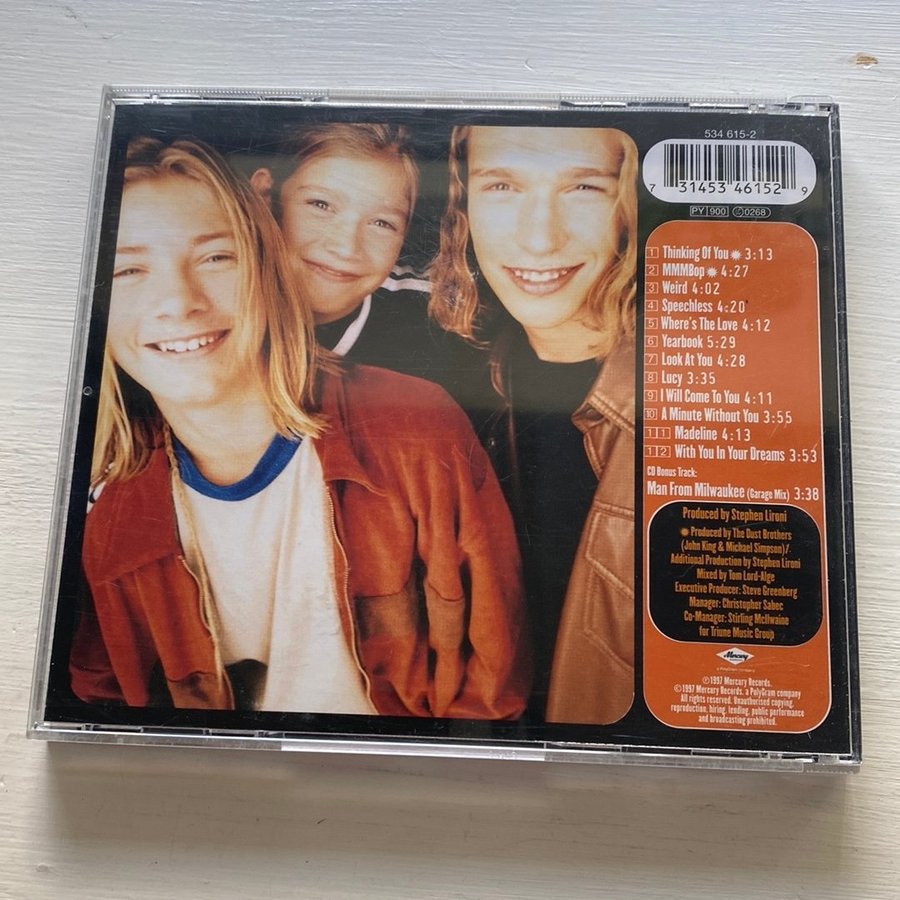 534 615-2
7 31453 46152 9
PY 900 0268
1 Thinking Of You 3:13
2 MMMBop 4:27
3 Weird 4:02
4 Speechless 4:20
5 Where's The Love 4:12
6 Yearbook 5:29
7 Look At You 4:28
8 Lucy 3:35
9 I Will Come To You 4:11
10 A Minute Without You 3:55
11 Madeline 4:13
12 With You In Your Dreams 3:53
CD Bonus Track:
Man From Milwaukee (Garage Mix) 3:38
Produced by Stephen Lironi
Produced by The Dust Brothers
(John King & Michael Simpson)/
Additional Production by Stephen Lironi
Mixed by Tom Lord-Alge
Executive Producer: Steve Greenberg
Manager: Christopher Sabec
Co-Manager: Stirling McIlwaine
for Triune Music Group
Mercury
a PolyGram company
℗1997 Mercury Records.
©1997 Mercury Records. a PolyGram company
All rights reserved. Unauthorised copying,
reproduction, hiring, lending, public performance
and broadcasting prohibited.